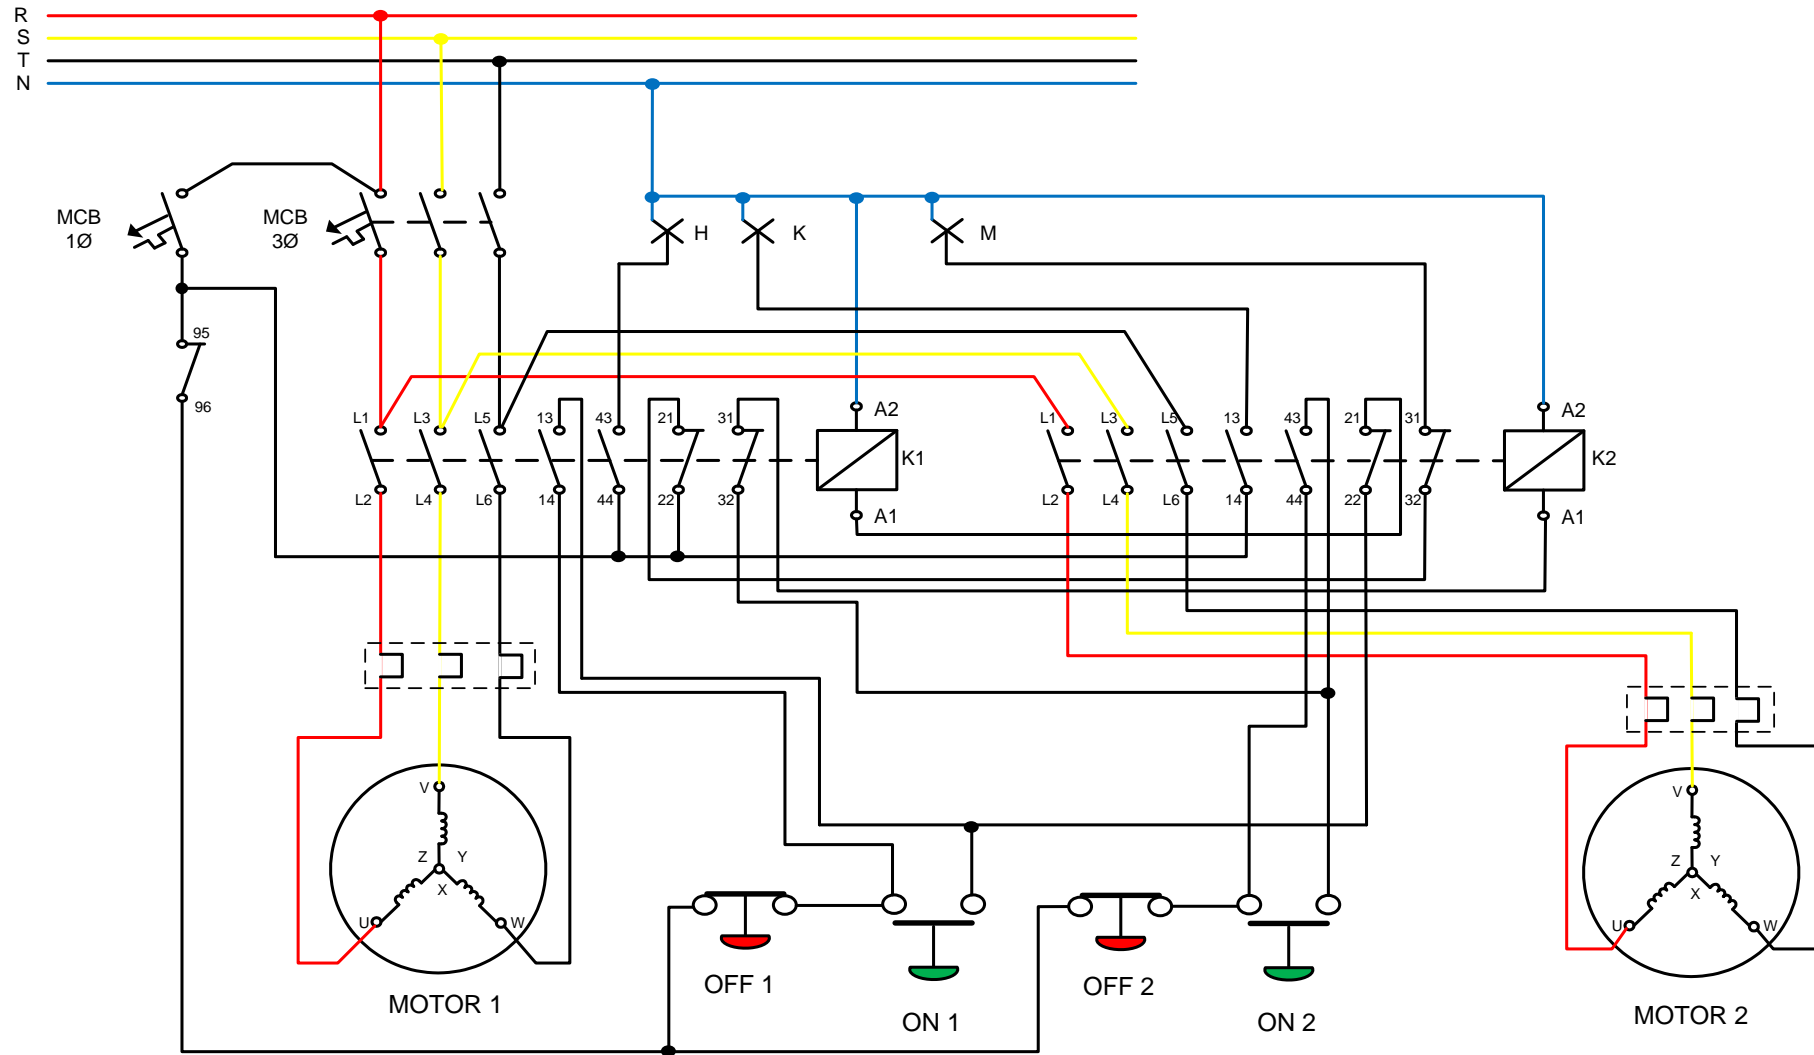 R
S
T
N
MCB
1Ø
MCB
3Ø
H
K
M
95
96
L1
L3
L5
13
43
21
31
A2
K1
L2
L4
L6
14
44
22
32
A1
L1
L3
L5
13
43
21
31
A2
K2
L2
L4
L6
14
44
22
32
A1
V
Z
Y
X
U
W
MOTOR 1
OFF 1
ON 1
OFF 2
ON 2
V
Z
Y
X
U
W
MOTOR 2